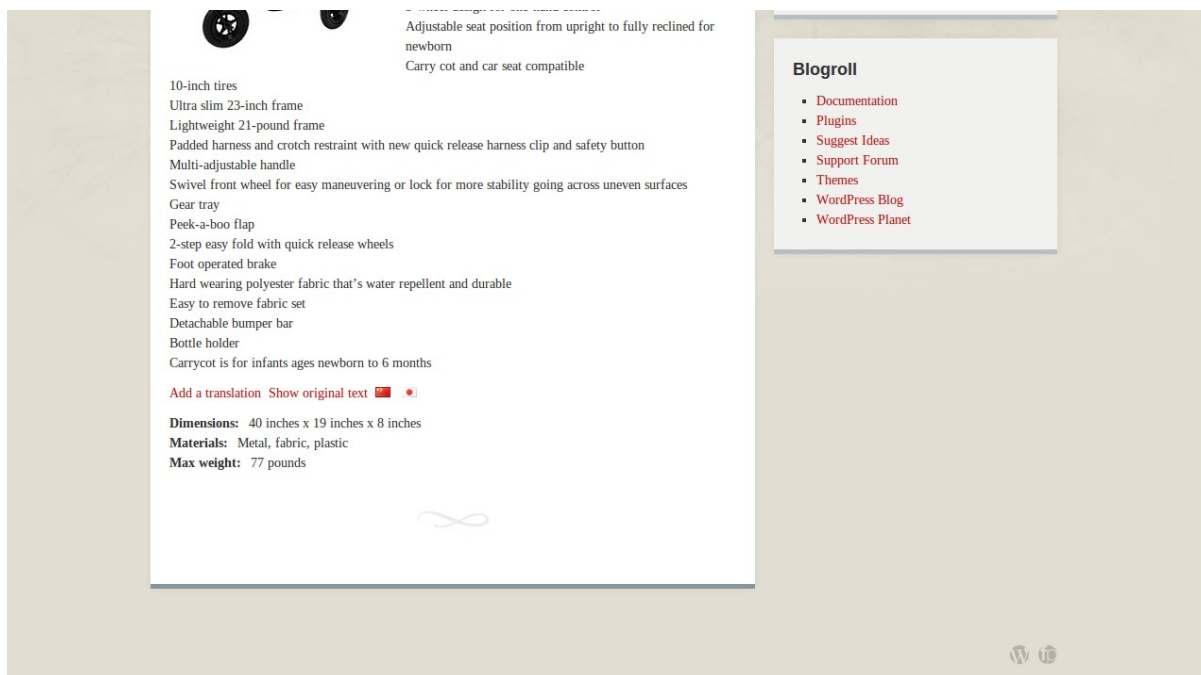 Adjustable seat position from upright to fully reclined for
newborn
Carry cot and car seat compatible
10-inch tires
Ultra slim 23-inch frame
Lightweight 21-pound frame
Padded harness and crotch restraint with new quick release harness clip and safety button
Multi-adjustable handle
Swivel front wheel for easy maneuvering or lock for more stability going across uneven surfaces
Gear tray
Peek-a-boo flap
2-step easy fold with quick release wheels
Foot operated brake
Hard wearing polyester fabric that’s water repellent and durable
Easy to remove fabric set
Detachable bumper bar
Bottle holder
Carrycot is for infants ages newborn to 6 months
Add a translation Show original text
Dimensions: 40 inches x 19 inches x 8 inches
Materials: Metal, fabric, plastic
Max weight: 77 pounds
Blogroll
Documentation
Plugins
Suggest Ideas
Support Forum
Themes
WordPress Blog
WordPress Planet